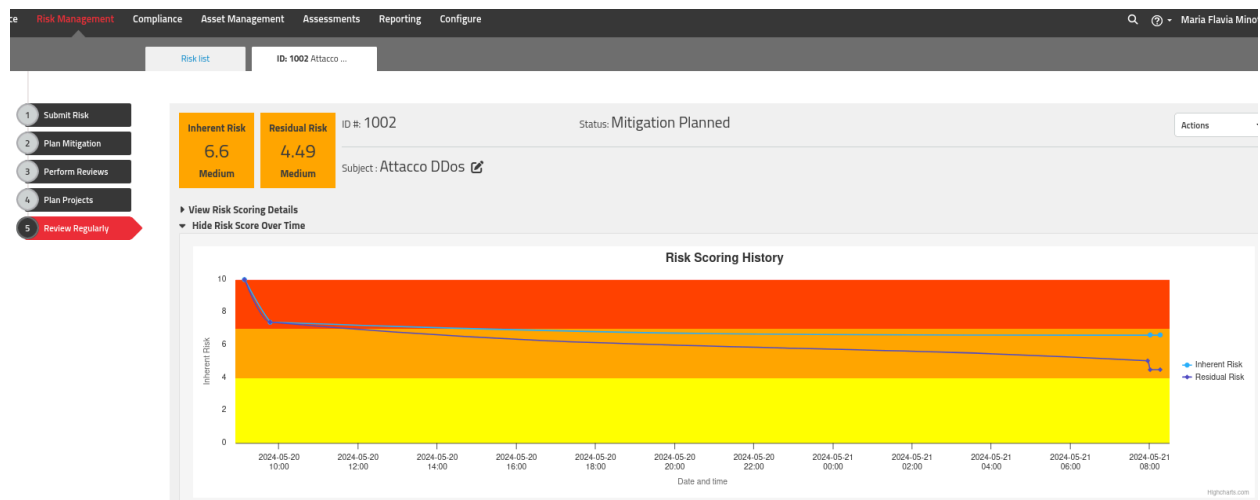 ce Risk Management Compliance Asset Management Assessments Reporting Configure Maria Flavia Mino
Risk list ID: 1002 Attacco ...
1 Submit Risk
2 Plan Mitigation
3 Perform Reviews
4 Plan Projects
5 Review Regularly
Inherent Risk
6.6
Medium
Residual Risk
4.49
Medium
ID #: 1002 Status: Mitigation Planned
Actions
Subject : Attacco DDos
View Risk Scoring Details
Hide Risk Score Over Time
Risk Scoring History
Inherent Risk
10
8
6
4
2
0
2024-05-20 10:00
2024-05-20 12:00
2024-05-20 14:00
2024-05-20 16:00
2024-05-20 18:00
2024-05-20 20:00
2024-05-20 22:00
2024-05-21 00:00
2024-05-21 02:00
2024-05-21 04:00
2024-05-21 06:00
2024-05-21 08:00
Date and time
Inherent Risk
Residual Risk
Highcharts.com